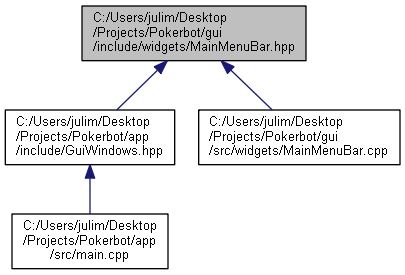 C:/Users/julim/Desktop
/Projects/Pokerbot/gui
/include/widgets/MainMenuBar.hpp
C:/Users/julim/Desktop
/Projects/Pokerbot/app
/include/GuiWindows.hpp
C:/Users/julim/Desktop
/Projects/Pokerbot/gui
/src/widgets/MainMenuBar.cpp
C:/Users/julim/Desktop
/Projects/Pokerbot/app
/src/main.cpp